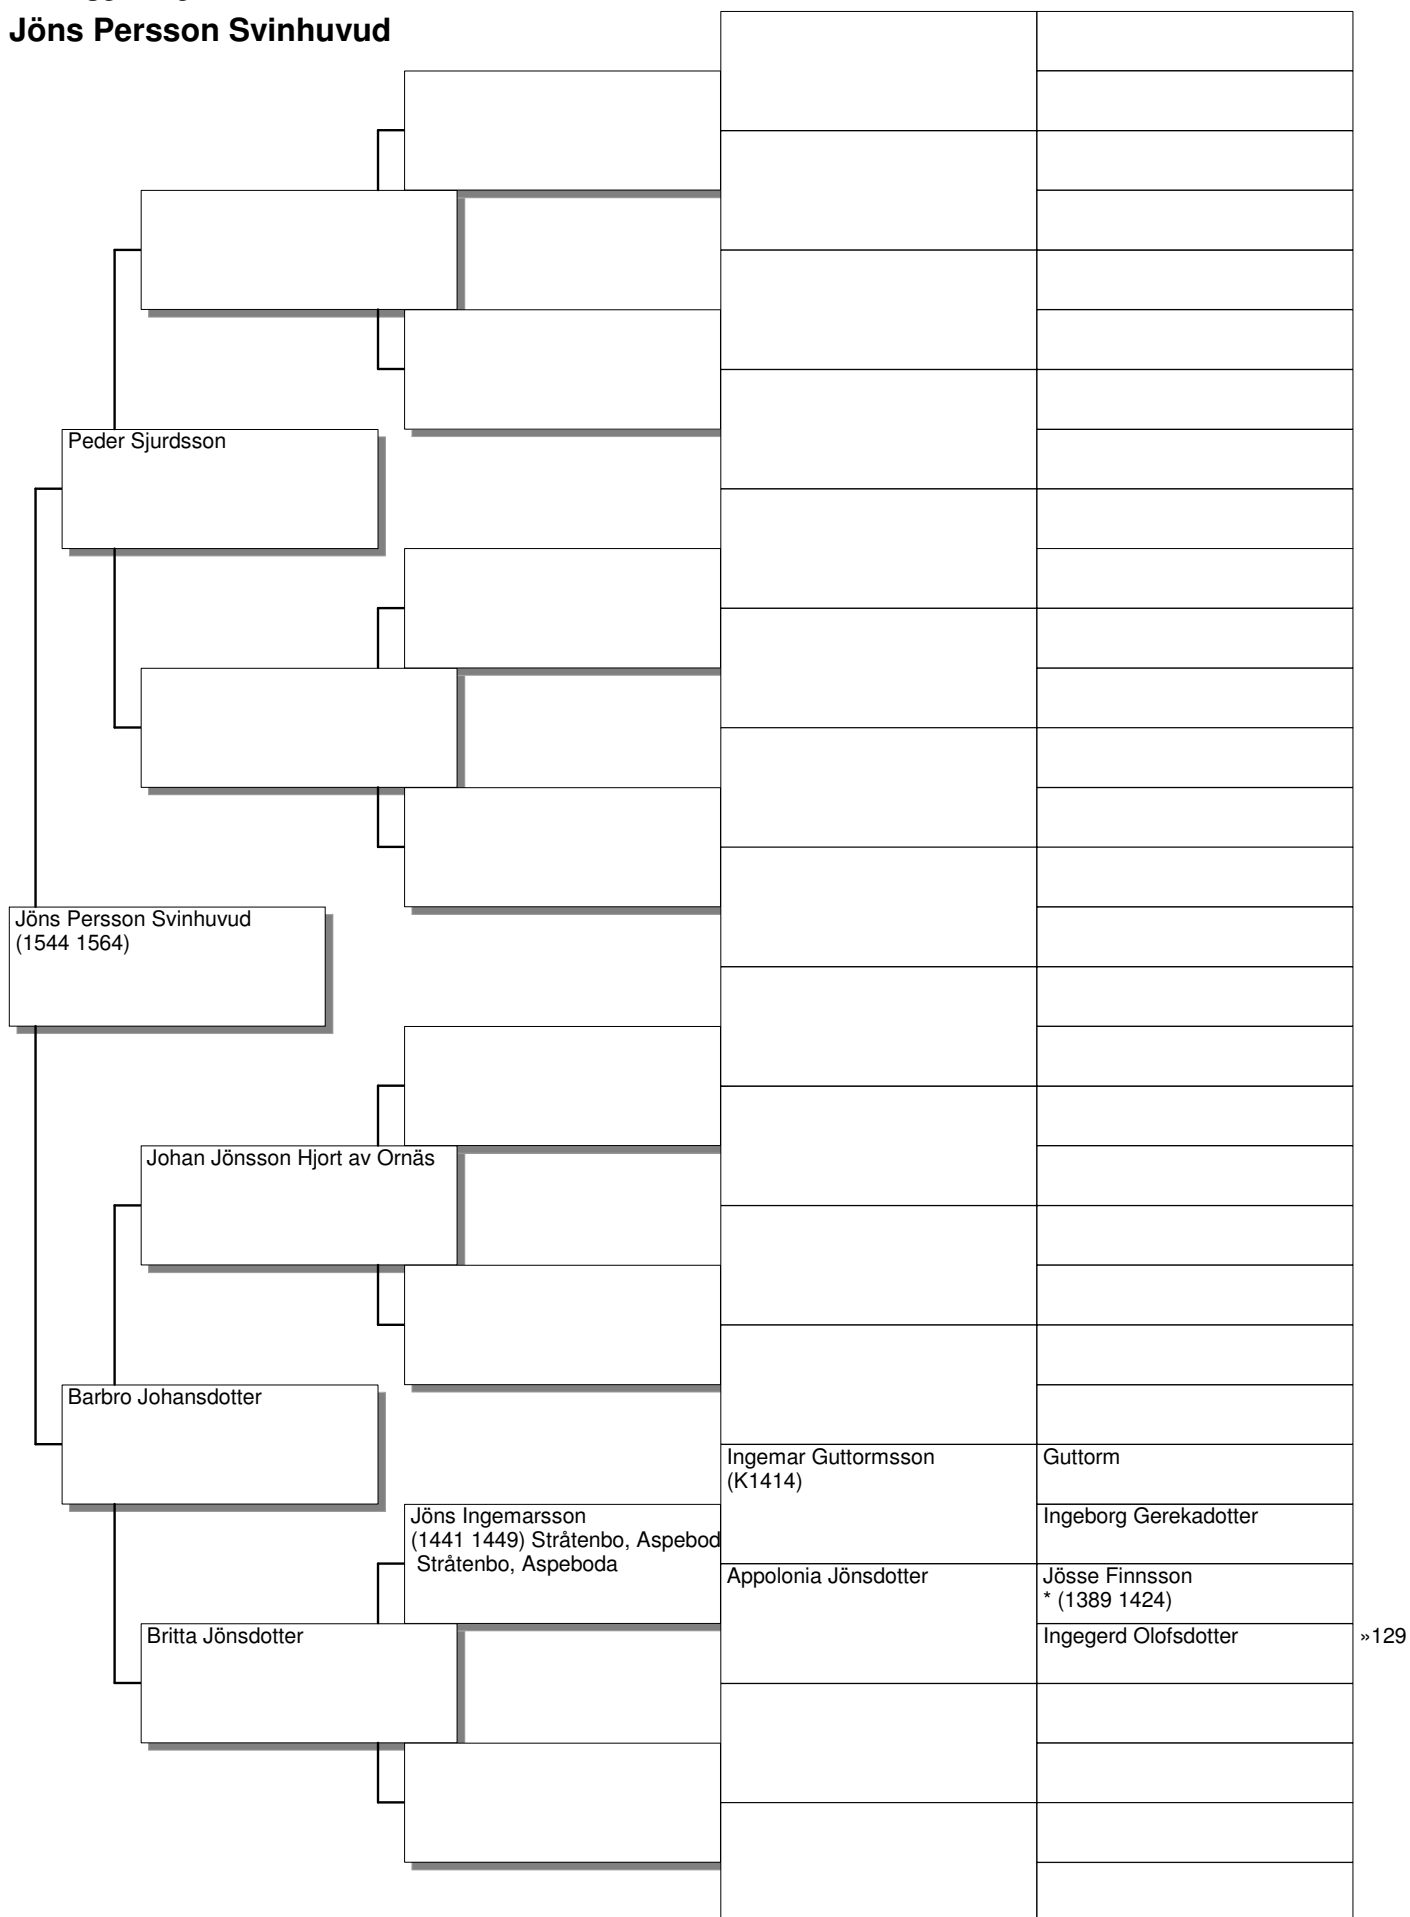 Jöns Persson Svinhuvud
Peder Sjurdsson
Jöns Persson Svinhuvud
(1544 1564)
Johan Jönsson Hjort av Ornäs
Barbro Johansdotter
Ingemar Guttormsson
(K1414)
Guttorm
Jöns Ingemarsson
(1441 1449) Stråtenbo, Aspebod
Stråtenbo, Aspeboda
Ingeborg Gerekadotter
Appolonia Jönsdotter
Jösse Finnsson
* (1389 1424)
Britta Jönsdotter
Ingegerd Olofsdotter
»129